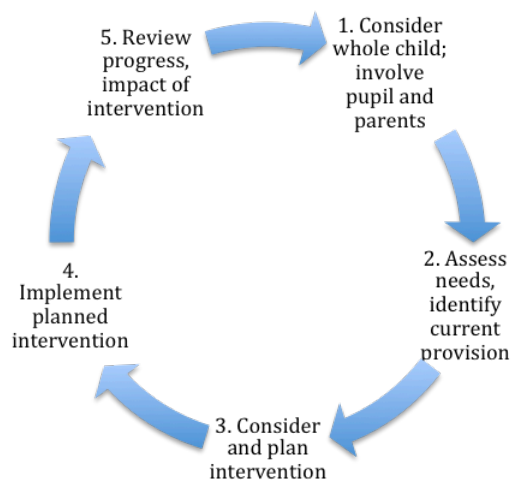 1. Consider
whole child;
involve
pupil and
parents
2. Assess
needs,
identify
current
provision
3. Consider
and plan
intervention
4.
Implement
planned
intervention
5. Review
progress,
impact of
intervention